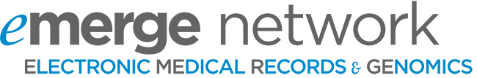 emerge network
ELECTRONIC MEDICAL RECORDS & GENOMICS